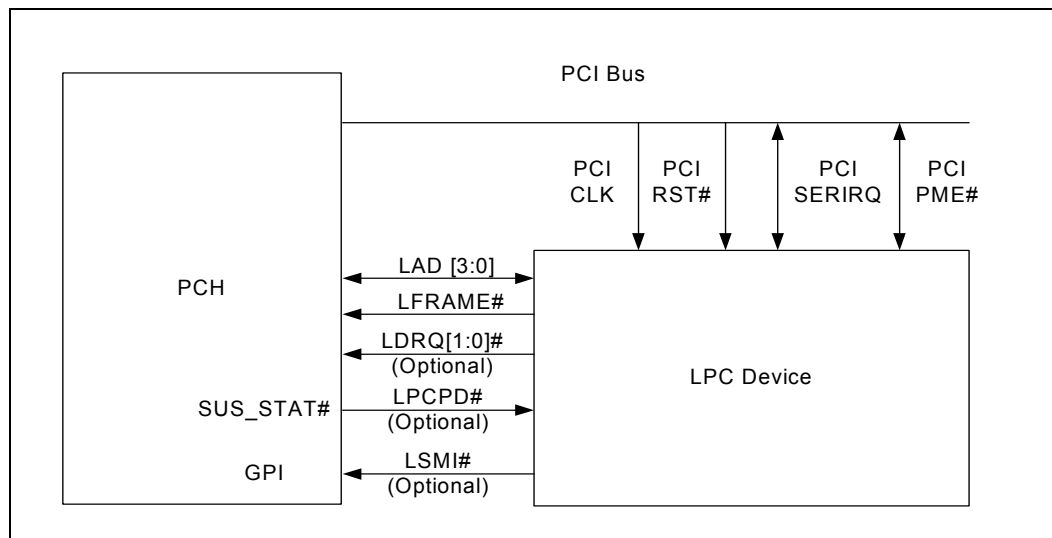 PCI Bus
PCI CLK
PCI RST#
PCI SERIRQ
PCI PME#
LAD [3:0]
PCH
LFRAME#
LDRQ[1:0]#
(Optional)
LPC Device
SUS_STAT#
LPCPD#
(Optional)
GPI
LSMI#
(Optional)